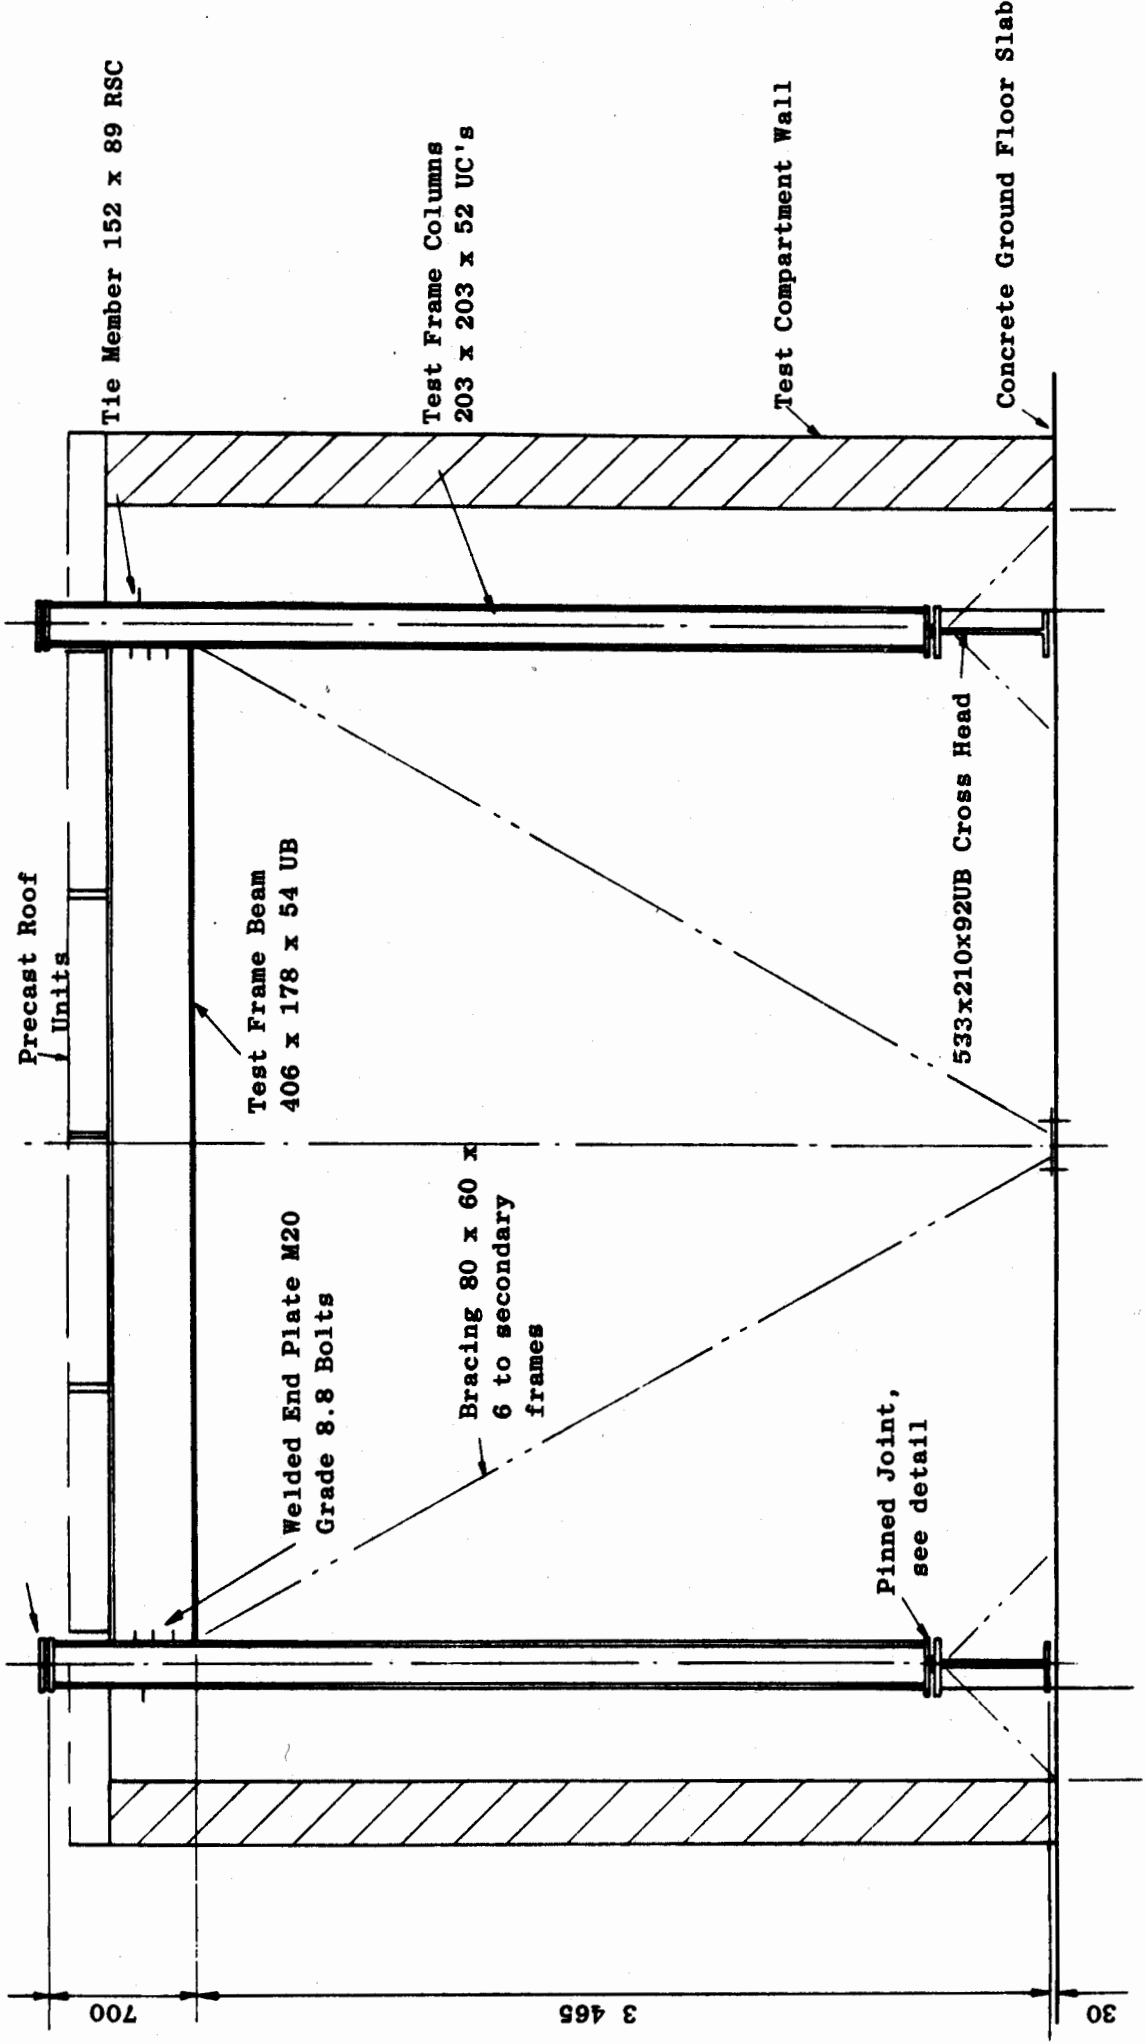 Precast Roof
Units
Tie Member 152 x 89 RSC
Test Frame Beam
406 x 178 x 54 UB
Welded End Plate M20
Grade 8.8 Bolts
Test Frame Columns
203 x 203 x 52 UC's
Bracing 80 x 60 x
6 to secondary
frames
Test Compartment Wall
Pinned Joint,
see detail
533x210x92UB Cross Head
Concrete Ground Floor Slab
700
3 465
30